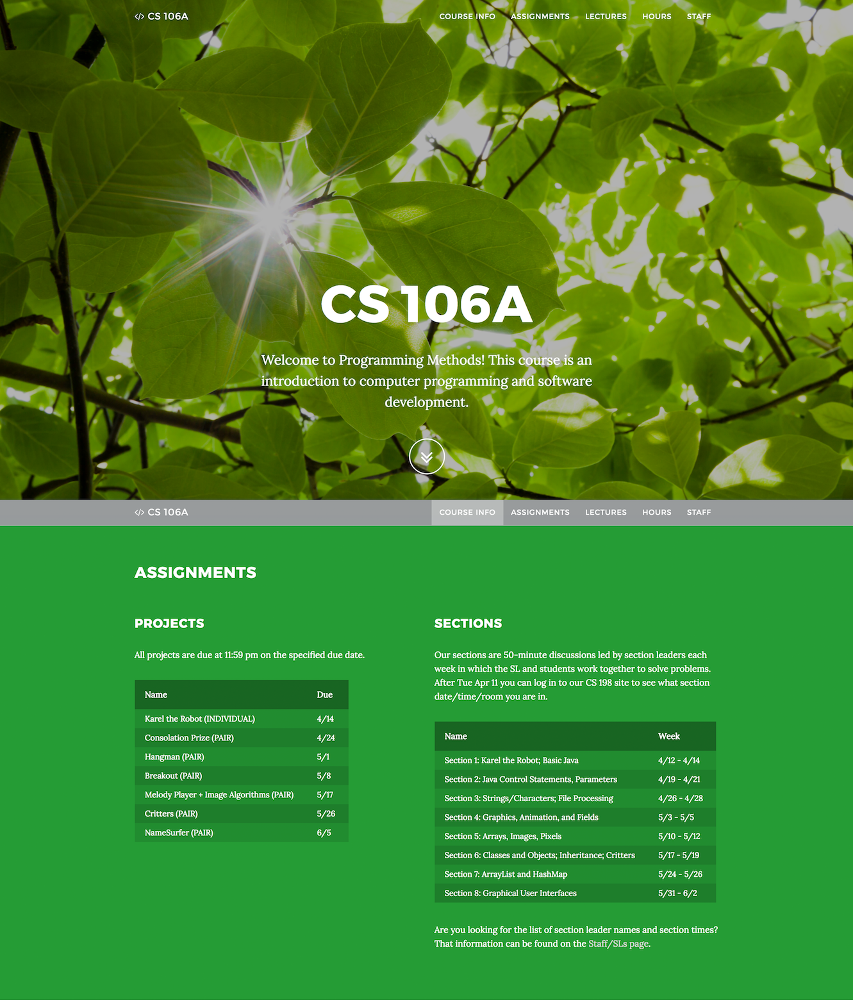 </> CS 106A COURSE INFO ASSIGNMENTS LECTURES HOURS STAFF
CS 106A
Welcome to Programming Methods! This course is an
introduction to computer programming and software
development.
</> CS 106A COURSE INFO ASSIGNMENTS LECTURES HOURS STAFF
ASSIGNMENTS
PROJECTS
All projects are due at 11:59 pm on the specified due date.
Name Due
Karel the Robot (INDIVIDUAL) 4/14
Consolation Prize (PAIR) 4/24
Hangman (PAIR) 5/1
Breakout (PAIR) 5/8
Melody Player + Image Algorithms (PAIR) 5/17
Critters (PAIR) 5/26
NameSurfer (PAIR) 6/5
SECTIONS
Our sections are 50-minute discussions led by section leaders each
week in which the SL and students work together to solve problems.
After Tue Apr 11 you can log in to our CS 198 site to see what section
date/time/room you are in.
Name Week
Section 1: Karel the Robot; Basic Java 4/12 - 4/14
Section 2: Java Control Statements, Parameters 4/19 - 4/21
Section 3: Strings/Characters; File Processing 4/26 - 4/28
Section 4: Graphics, Animation, and Fields 5/3 - 5/5
Section 5: Arrays, Images, Pixels 5/10 - 5/12
Section 6: Classes and Objects; Inheritance; Critters 5/17 - 5/19
Section 7: ArrayList and HashMap 5/24 - 5/26
Section 8: Graphical User Interfaces 5/31 - 6/2
Are you looking for the list of section leader names and section times?
That information can be found on the Staff/SLs page.